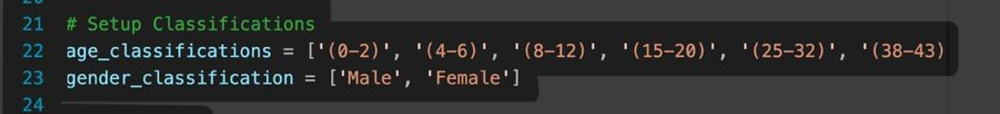 21 # Setup Classifications
22 age_classifications = ['(0-2)', '(4-6)', '(8-12)', '(15-20)', '(25-32)', '(38-43)
23 gender_classification = ['Male', 'Female']
24